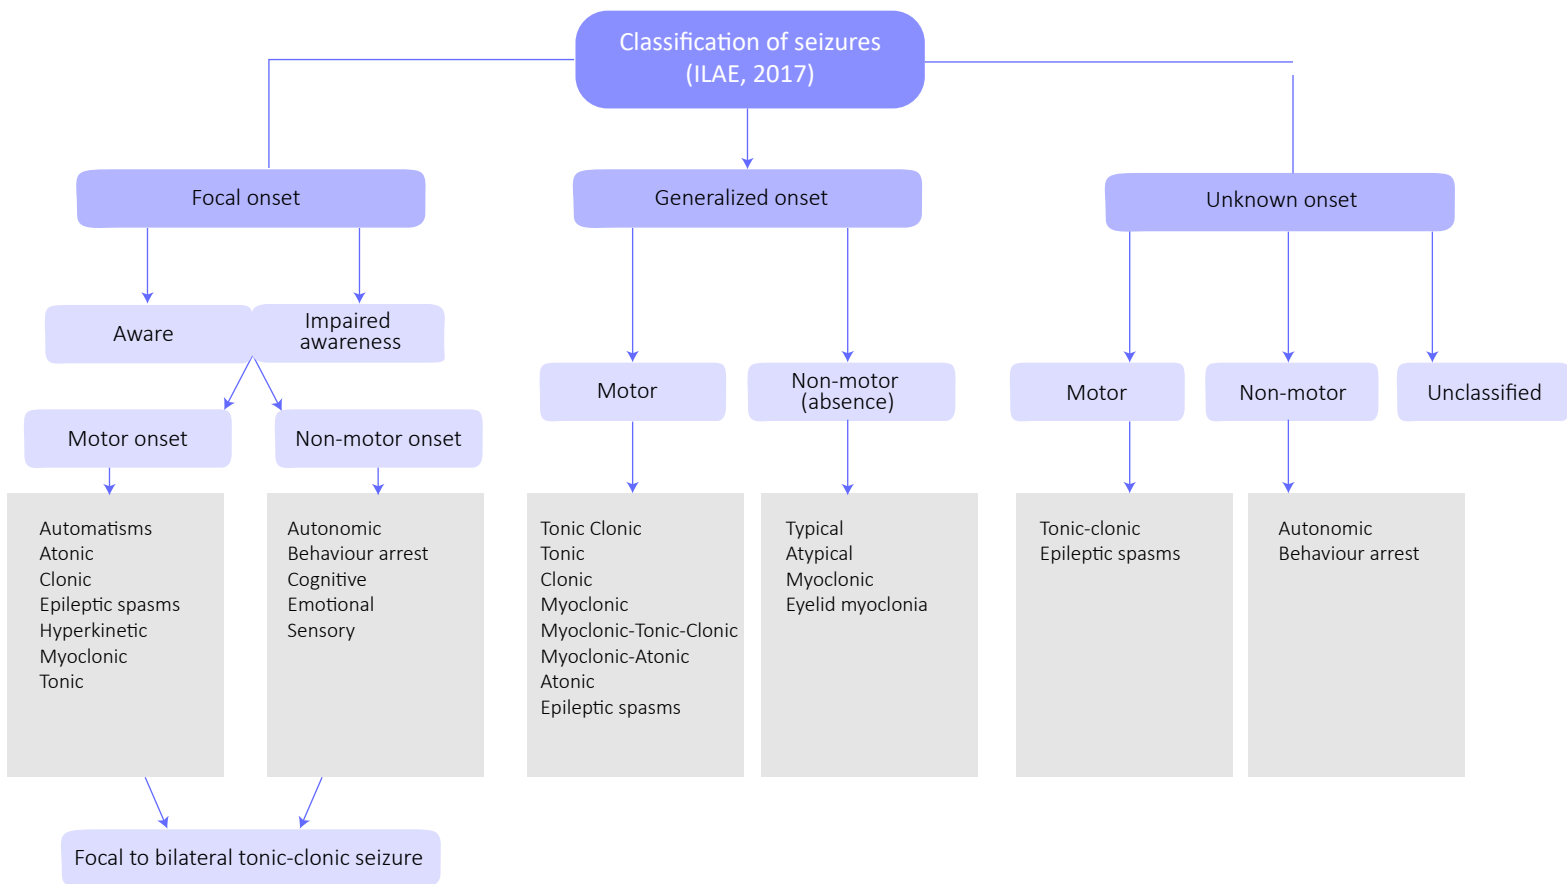 Classification of seizures
(ILAE, 2017)
Focal onset
Generalized onset
Unknown onset
Aware
Impaired
awareness
Motor
Non-motor
(absence)
Motor
Non-motor
Unclassified
Motor onset
Non-motor onset
Automatisms
Atonic
Clonic
Epileptic spasms
Hyperkinetic
Myoclonic
Tonic
Autonomic
Behaviour arrest
Cognitive
Emotional
Sensory
Tonic Clonic
Tonic
Clonic
Myoclonic
Myoclonic-Tonic-Clonic
Myoclonic-Atonic
Atonic
Epileptic spasms
Typical
Atypical
Myoclonic
Eyelid myoclonia
Tonic-clonic
Epileptic spasms
Autonomic
Behaviour arrest
Focal to bilateral tonic-clonic seizure